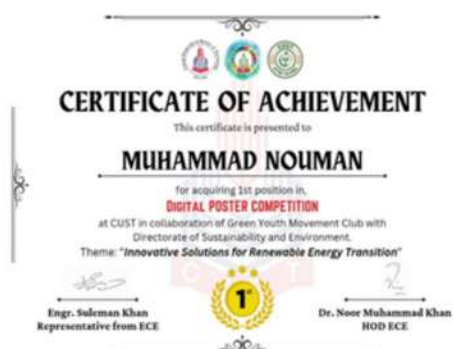 CERTIFICATE OF ACHIEVEMENT
This certificate is presented to
MUHAMMAD NOUMAN
for acquiring 1st position in,
DIGITAL POSTER COMPETITION
at CUST in collaboration of Green Youth Movement Club with
Directorate of Sustainability and Environment.
Theme: "Innovative Solutions for Renewable Energy Transition"
1st
Engr. Suleman Khan
Representative from ECE
Dr. Noor Muhammad Khan
HOD ECE